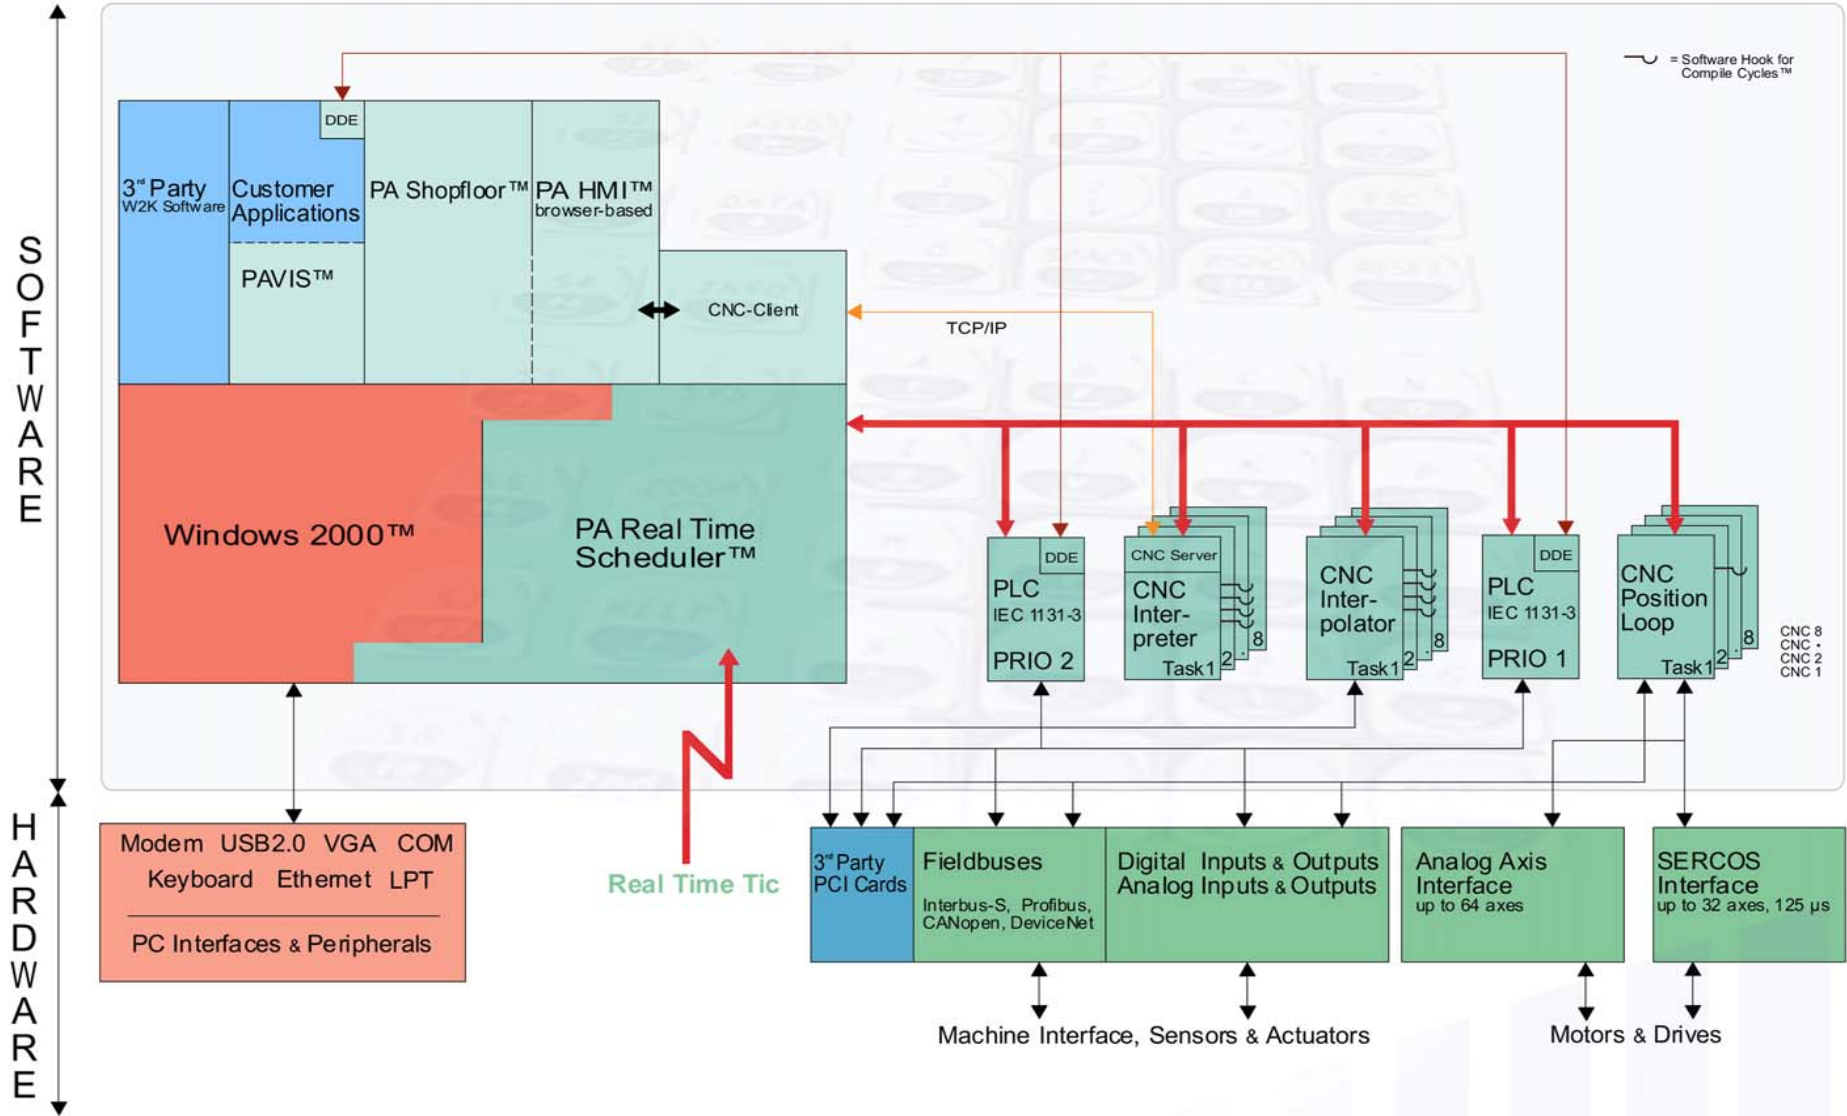 SOFTWARE
HARDWARE
= Software Hook for
Compile Cycles™
DDE
3rd Party
W2K Software
Customer
Applications
PAVIS™
PA Shopfloor™
PA HMI™
browser-based
CNC-Client
TCP/IP
Windows 2000™
PA Real Time
Scheduler™
DDE
PLC
IEC 1131-3
PRIO 2
CNC Server
CNC
Inter-
preter
Task1
2
.
8
CNC
Inter-
polator
Task1
2
.
8
DDE
PLC
IEC 1131-3
PRIO 1
CNC
Position
Loop
Task1
2
.
8
CNC 8
CNC •
CNC 2
CNC 1
Real Time Tic
Modem USB2.0 VGA COM
Keyboard Ethernet LPT
PC Interfaces & Peripherals
3rd Party
PCI Cards
Fieldbuses
Interbus-S, Profibus,
CANopen, DeviceNet
Digital Inputs & Outputs
Analog Inputs & Outputs
Analog Axis
Interface
up to 64 axes
SERCOS
Interface
up to 32 axes, 125 µs
Machine Interface, Sensors & Actuators
Motors & Drives